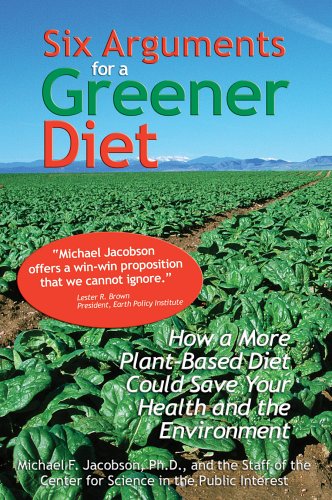 Six Arguments
for a
Greener
Diet
“Michael Jacobson
offers a win-win proposition
that we cannot ignore.”
Lester R. Brown
President, Earth Policy Institute
How a More
Plant-Based Diet
Could Save Your
Health and the
Environment
Michael F. Jacobson, Ph.D., and the Staff of the
Center for Science in the Public Interest